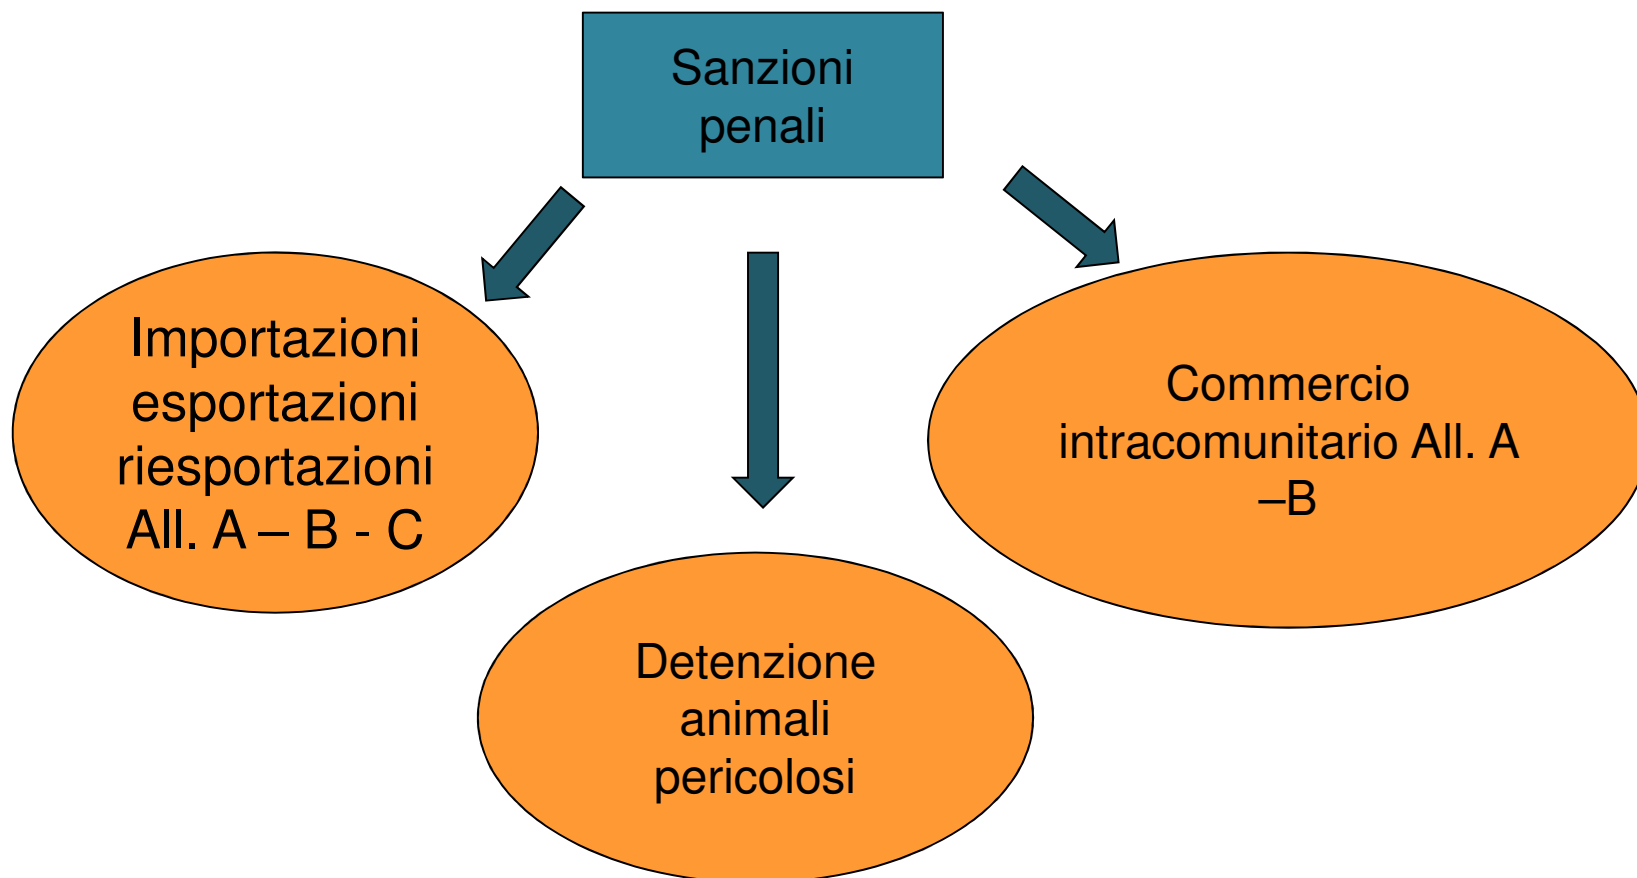 Sanzioni
penali
Importazioni
esportazioni
riesportazioni
All. A – B - C
Commercio
intracomunitario All. A
–B
Detenzione
animali
pericolosi